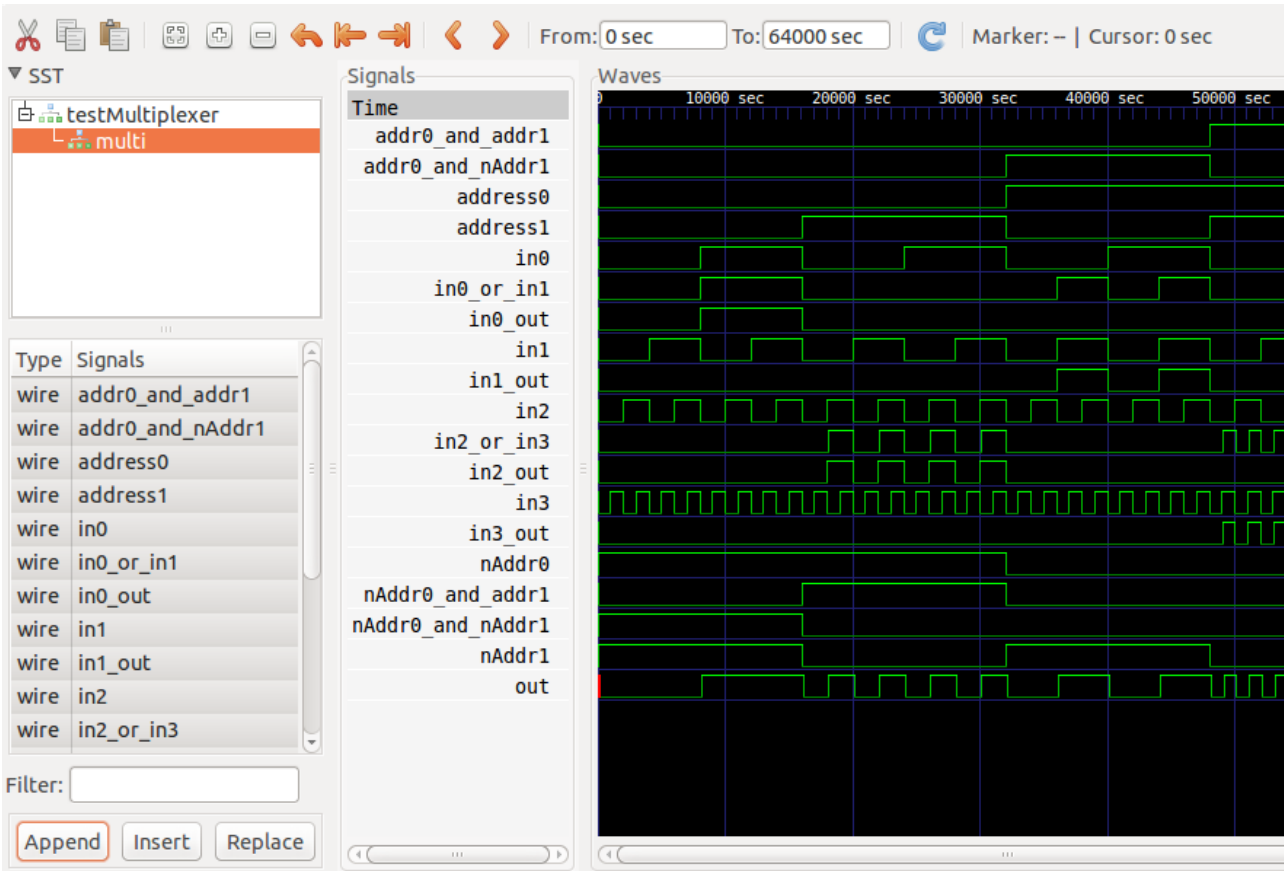 From: 0 sec To: 64000 sec Marker: -- | Cursor: 0 sec
SST
testMultiplexer
multi
Type Signals
wire addr0_and_addr1
wire addr0_and_nAddr1
wire address0
wire address1
wire in0
wire in0_or_in1
wire in0_out
wire in1
wire in1_out
wire in2
wire in2_or_in3
Filter:
Append Insert Replace
Signals
Time
addr0_and_addr1
addr0_and_nAddr1
address0
address1
in0
in0_or_in1
in0_out
in1
in1_out
in2
in2_or_in3
in2_out
in3
in3_out
nAddr0
nAddr0_and_addr1
nAddr0_and_nAddr1
nAddr1
out
Waves
10000 sec 20000 sec 30000 sec 40000 sec 50000 sec